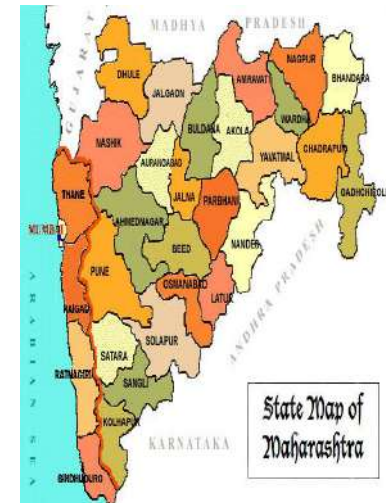 MADHYA PRADESH
GUJARAT
DHULE
JALGAON
AMRAVATI
NAGPUR
BHANDARA
NASHIK
BULDANA
AKOLA
WARDHA
AURANGABAD
YAVATMAL
CHADRAPUR
GADHCHIROLI
THANE
JALNA
PARBHANI
MUMBAI
AHMEDNAGAR
BEED
NANDER
PUNE
OSMANABAD
LATUR
RAIGAD
ANDHRA PRADESH
ARABIAN SEA
SOLAPUR
SATARA
RATNAGIRI
SANGLI
KOLHAPUR
KARNATAKA
SINDHUDURG
State Map of
Maharashtra